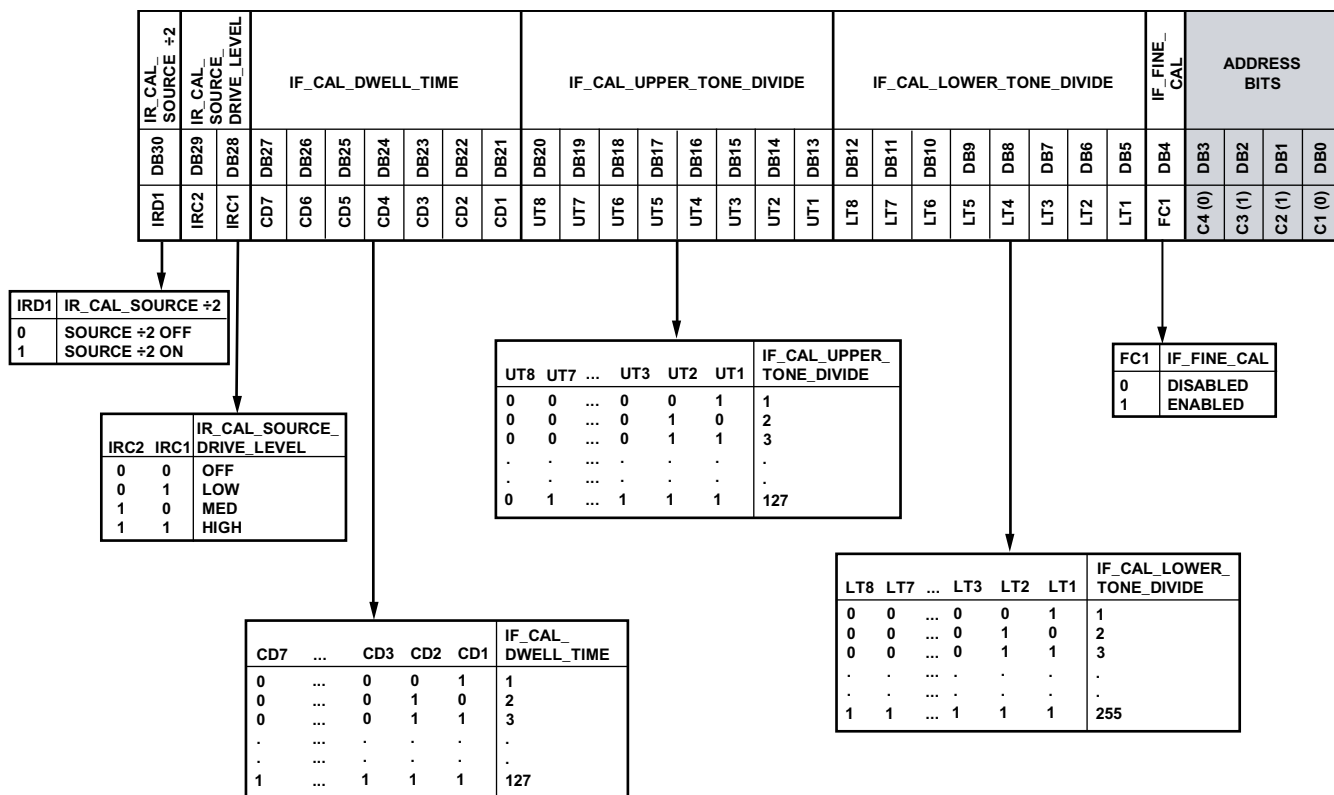 IR_CAL_
SOURCE ÷2
IR_CAL_
SOURCE_
DRIVE_LEVEL
IF_CAL_DWELL_TIME
IF_CAL_UPPER_TONE_DIVIDE
IF_CAL_LOWER_TONE_DIVIDE
IF_FINE_
CAL
ADDRESS
BITS
DB30 DB29 DB28 DB27 DB26 DB25 DB24 DB23 DB22 DB21 DB20 DB19 DB18 DB17 DB16 DB15 DB14 DB13 DB12 DB11 DB10 DB9 DB8 DB7 DB6 DB5 DB4 DB3 DB2 DB1 DB0
IRD1 IRC2 IRC1 CD7 CD6 CD5 CD4 CD3 CD2 CD1 UT8 UT7 UT6 UT5 UT4 UT3 UT2 UT1 LT8 LT7 LT6 LT5 LT4 LT3 LT2 LT1 FC1 C4 (0) C3 (1) C2 (1) C1 (0)
IRD1 IR_CAL_SOURCE ÷2
0 SOURCE ÷2 OFF
1 SOURCE ÷2 ON
IR_CAL_SOURCE_
IRC2 IRC1 DRIVE_LEVEL
0 0 OFF
0 1 LOW
1 0 MED
1 1 HIGH
IF_CAL_
CD7 ... CD3 CD2 CD1 DWELL_TIME
0 ... 0 0 1 1
0 ... 0 1 0 2
0 ... 0 1 1 3
. ... . . . .
. ... . . . .
1 ... 1 1 1 127
IF_CAL_UPPER_
UT8 UT7 ... UT3 UT2 UT1 TONE_DIVIDE
0 0 ... 0 0 1 1
0 0 ... 0 1 0 2
0 0 ... 0 1 1 3
. . ... . . . .
. . ... . . . .
0 1 ... 1 1 1 127
IF_CAL_LOWER_
LT8 LT7 ... LT3 LT2 LT1 TONE_DIVIDE
0 0 ... 0 0 1 1
0 0 ... 0 1 0 2
0 0 ... 0 1 1 3
. . ... . . . .
. . ... . . . .
1 1 ... 1 1 1 255
FC1 IF_FINE_CAL
0 DISABLED
1 ENABLED